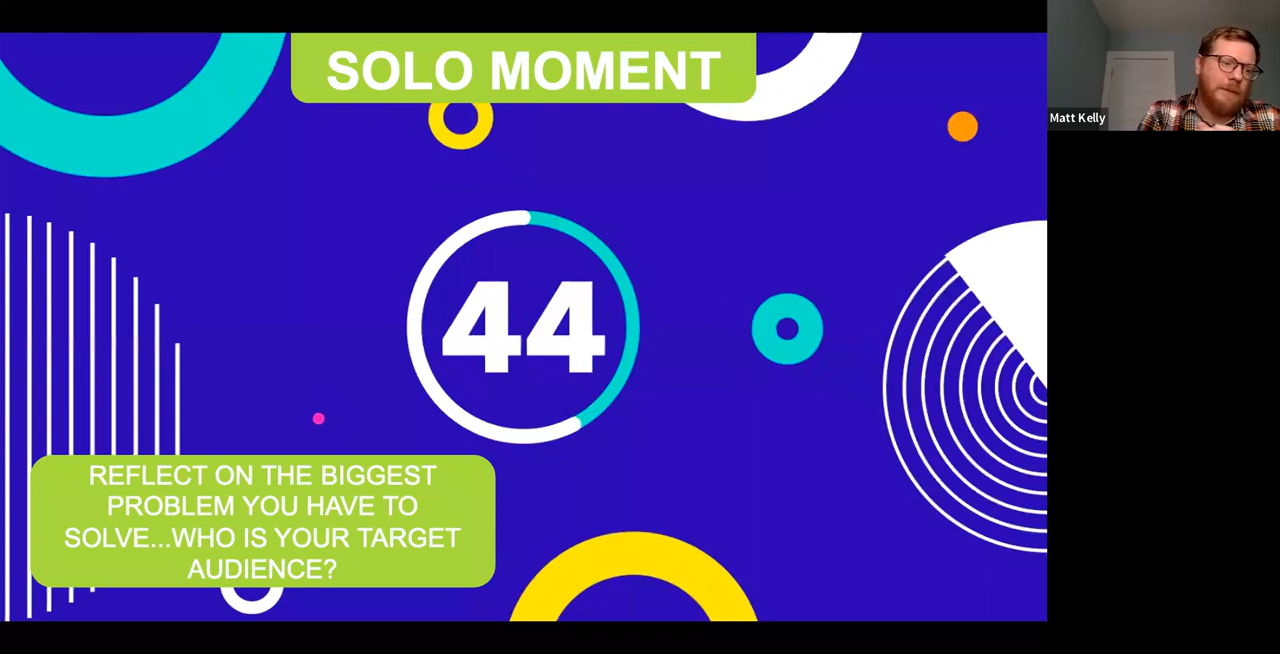 SOLO MOMENT
Matt Kelly
44
REFLECT ON THE BIGGEST
PROBLEM YOU HAVE TO
SOLVE...WHO IS YOUR TARGET
AUDIENCE?